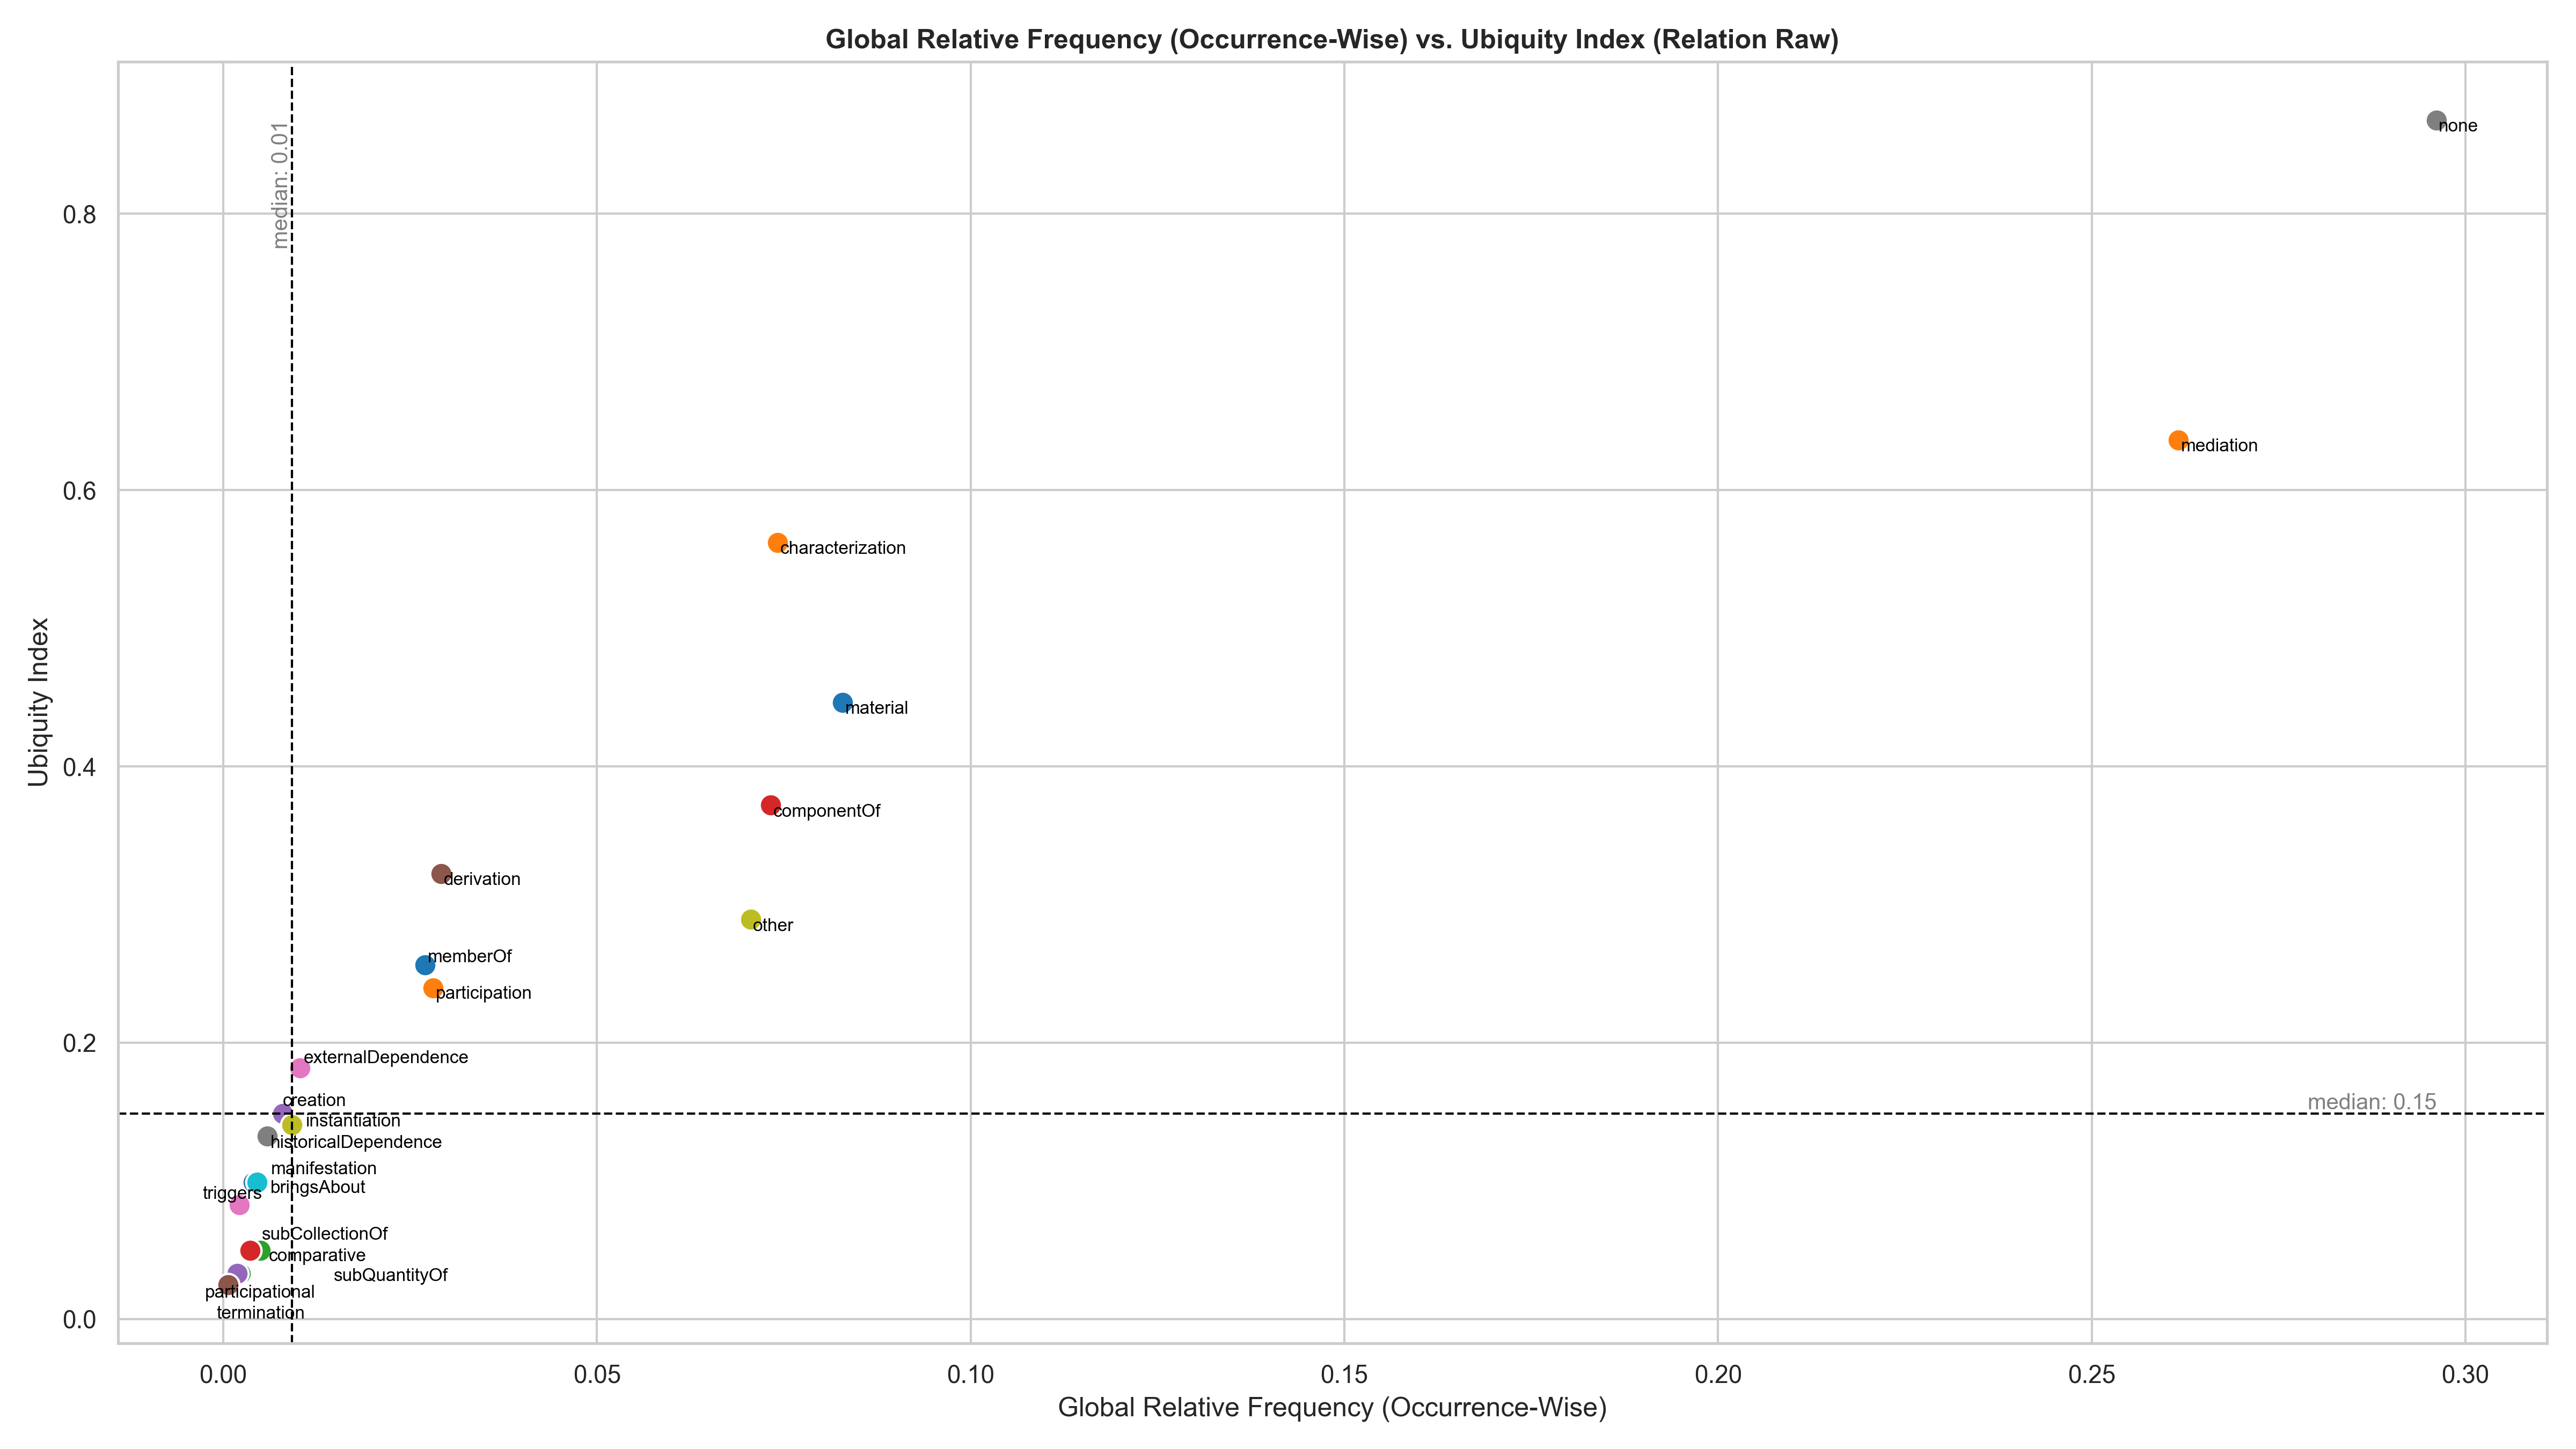 Global Relative Frequency (Occurrence-Wise) vs. Ubiquity Index (Relation Raw)
median: 0.01
none
0.8
mediation
0.6
characterization
material
Ubiquity Index
0.4
componentOf
derivation
other
memberOf
participation
0.2
externalDependence
creation
median: 0.15
instantiation
historicalDependence
manifestation
bringsAbout
triggers
subCollectionOf
comparative
subQuantityOf
participational
termination
0.0
0.00 0.05 0.10 0.15 0.20 0.25 0.30
Global Relative Frequency (Occurrence-Wise)